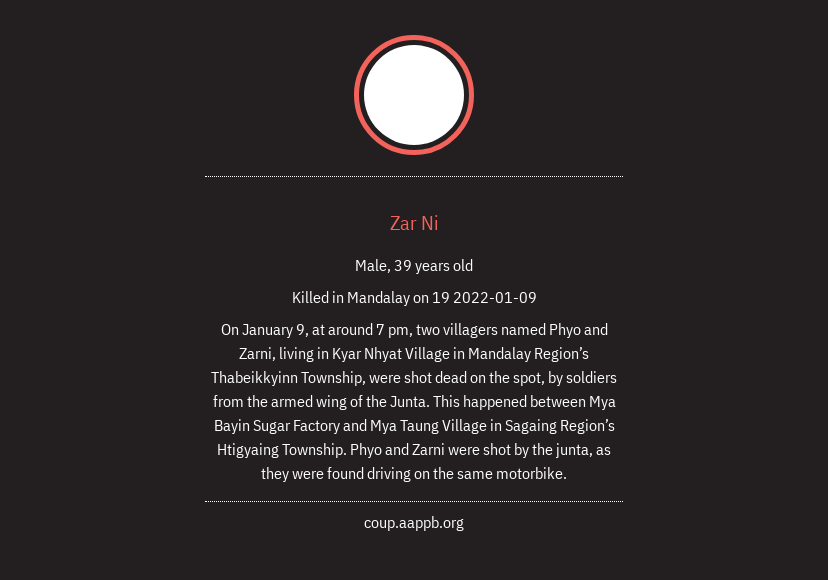 Zar Ni
Male, 39 years old
Killed in Mandalay on 19 2022-01-09
On January 9, at around 7 pm, two villagers named Phyo and
Zarni, living in Kyar Nhyat Village in Mandalay Region’s
Thabeikkyinn Township, were shot dead on the spot, by soldiers
from the armed wing of the Junta. This happened between Mya
Bayin Sugar Factory and Mya Taung Village in Sagaing Region’s
Htigyaing Township. Phyo and Zarni were shot by the junta, as
they were found driving on the same motorbike.
coup.aappb.org